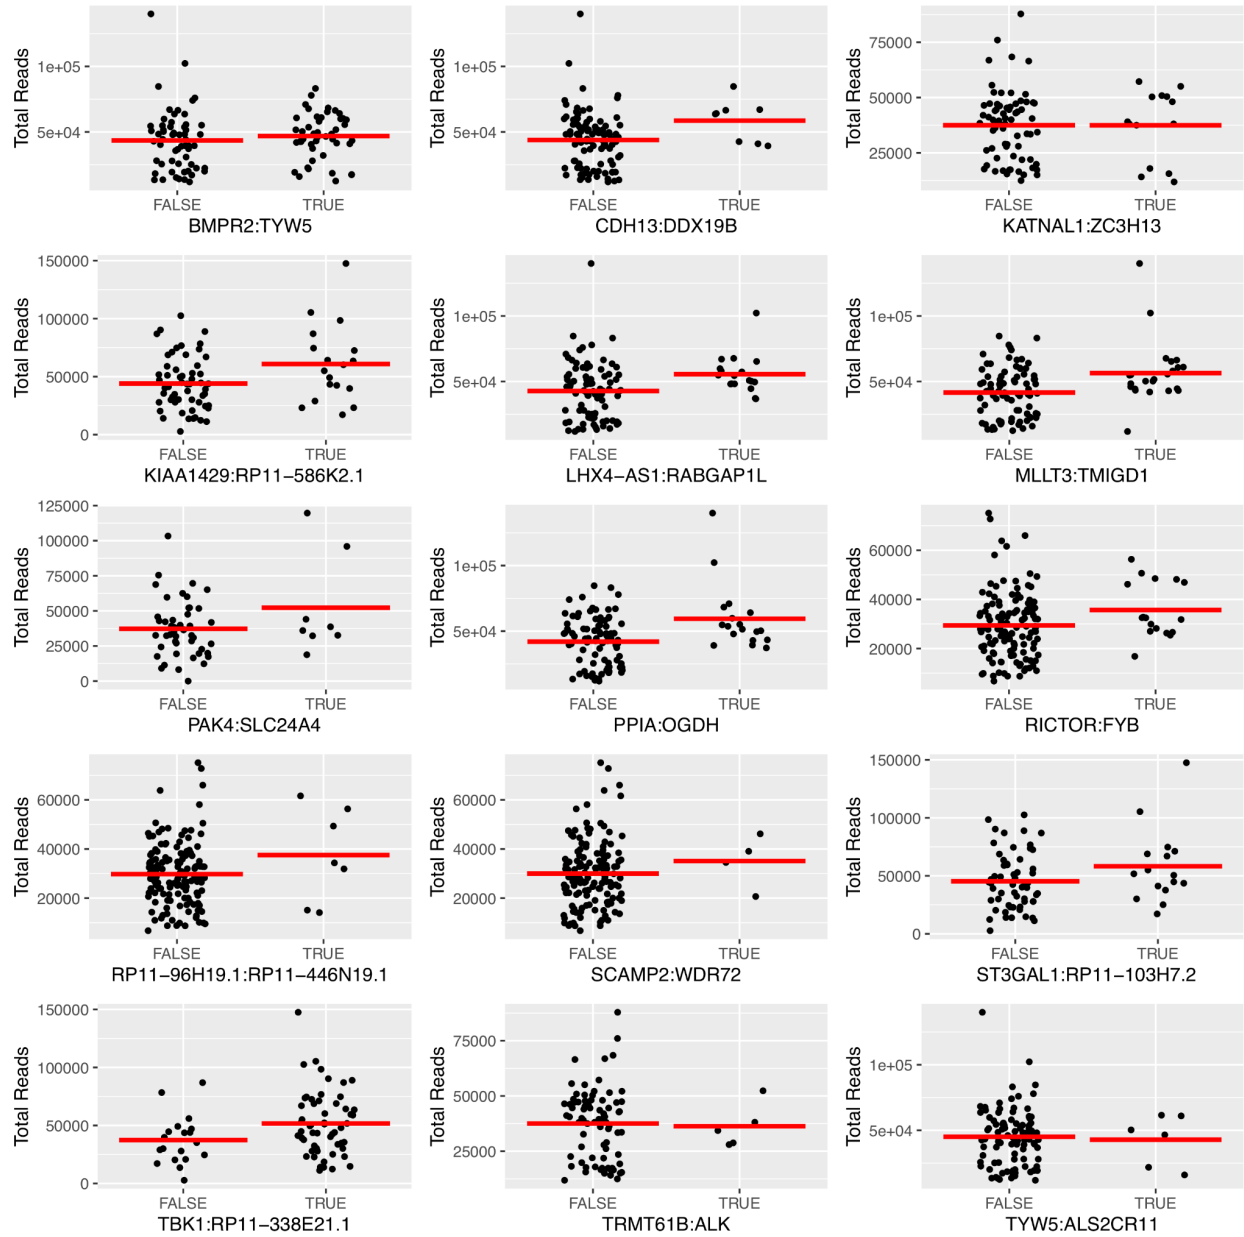 Total Reads
1e+05
5e+04
FALSE TRUE
BMPR2:TYW5
Total Reads
1e+05
5e+04
FALSE TRUE
CDH13:DDX19B
Total Reads
75000
50000
25000
FALSE TRUE
KATNAL1:ZC3H13
Total Reads
150000
100000
50000
0
FALSE TRUE
KIAA1429:RP11−586K2.1
Total Reads
1e+05
5e+04
FALSE TRUE
LHX4−AS1:RABGAP1L
Total Reads
1e+05
5e+04
FALSE TRUE
MLLT3:TMIGD1
Total Reads
125000
100000
75000
50000
25000
0
FALSE TRUE
PAK4:SLC24A4
Total Reads
1e+05
5e+04
FALSE TRUE
PPIA:OGDH
Total Reads
60000
40000
20000
FALSE TRUE
RICTOR:FYB
Total Reads
60000
40000
20000
FALSE TRUE
RP11−96H19.1:RP11−446N19.1
Total Reads
60000
40000
20000
FALSE TRUE
SCAMP2:WDR72
Total Reads
150000
100000
50000
0
FALSE TRUE
ST3GAL1:RP11−103H7.2
Total Reads
150000
100000
50000
0
FALSE TRUE
TBK1:RP11−338E21.1
Total Reads
75000
50000
25000
FALSE TRUE
TRMT61B:ALK
Total Reads
1e+05
5e+04
FALSE TRUE
TYW5:ALS2CR11